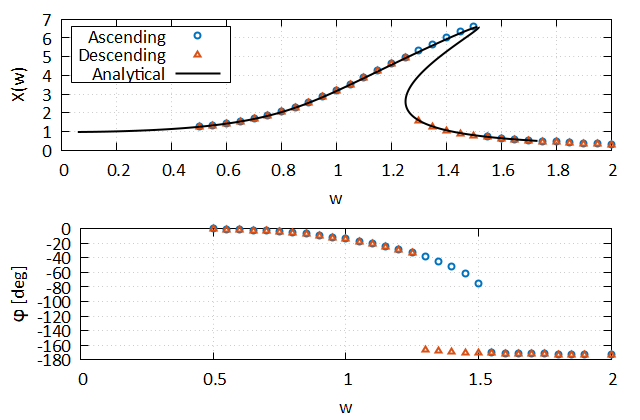 7
6
5
4
3
2
1
0
X(w)
Ascending
Descending
Analytical
0 0.2 0.4 0.6 0.8 1 1.2 1.4 1.6 1.8 2
w
0
-20
-40
-60
-80
-100
-120
-140
-160
-180
φ [deg]
0 0.5 1 1.5 2
w